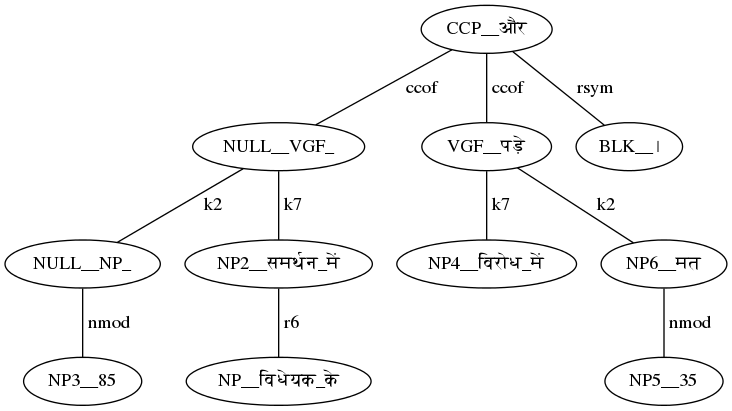 CCP__और
ccof ccof rsym
NULL__VGF_ VGF__पड़े BLK__।
k2 k7 k7 k2
NULL__NP_ NP2__समर्थन_में NP4__विरोध_में NP6__मत
nmod r6 nmod
NP3__85 NP__विधेयक_के NP5__35